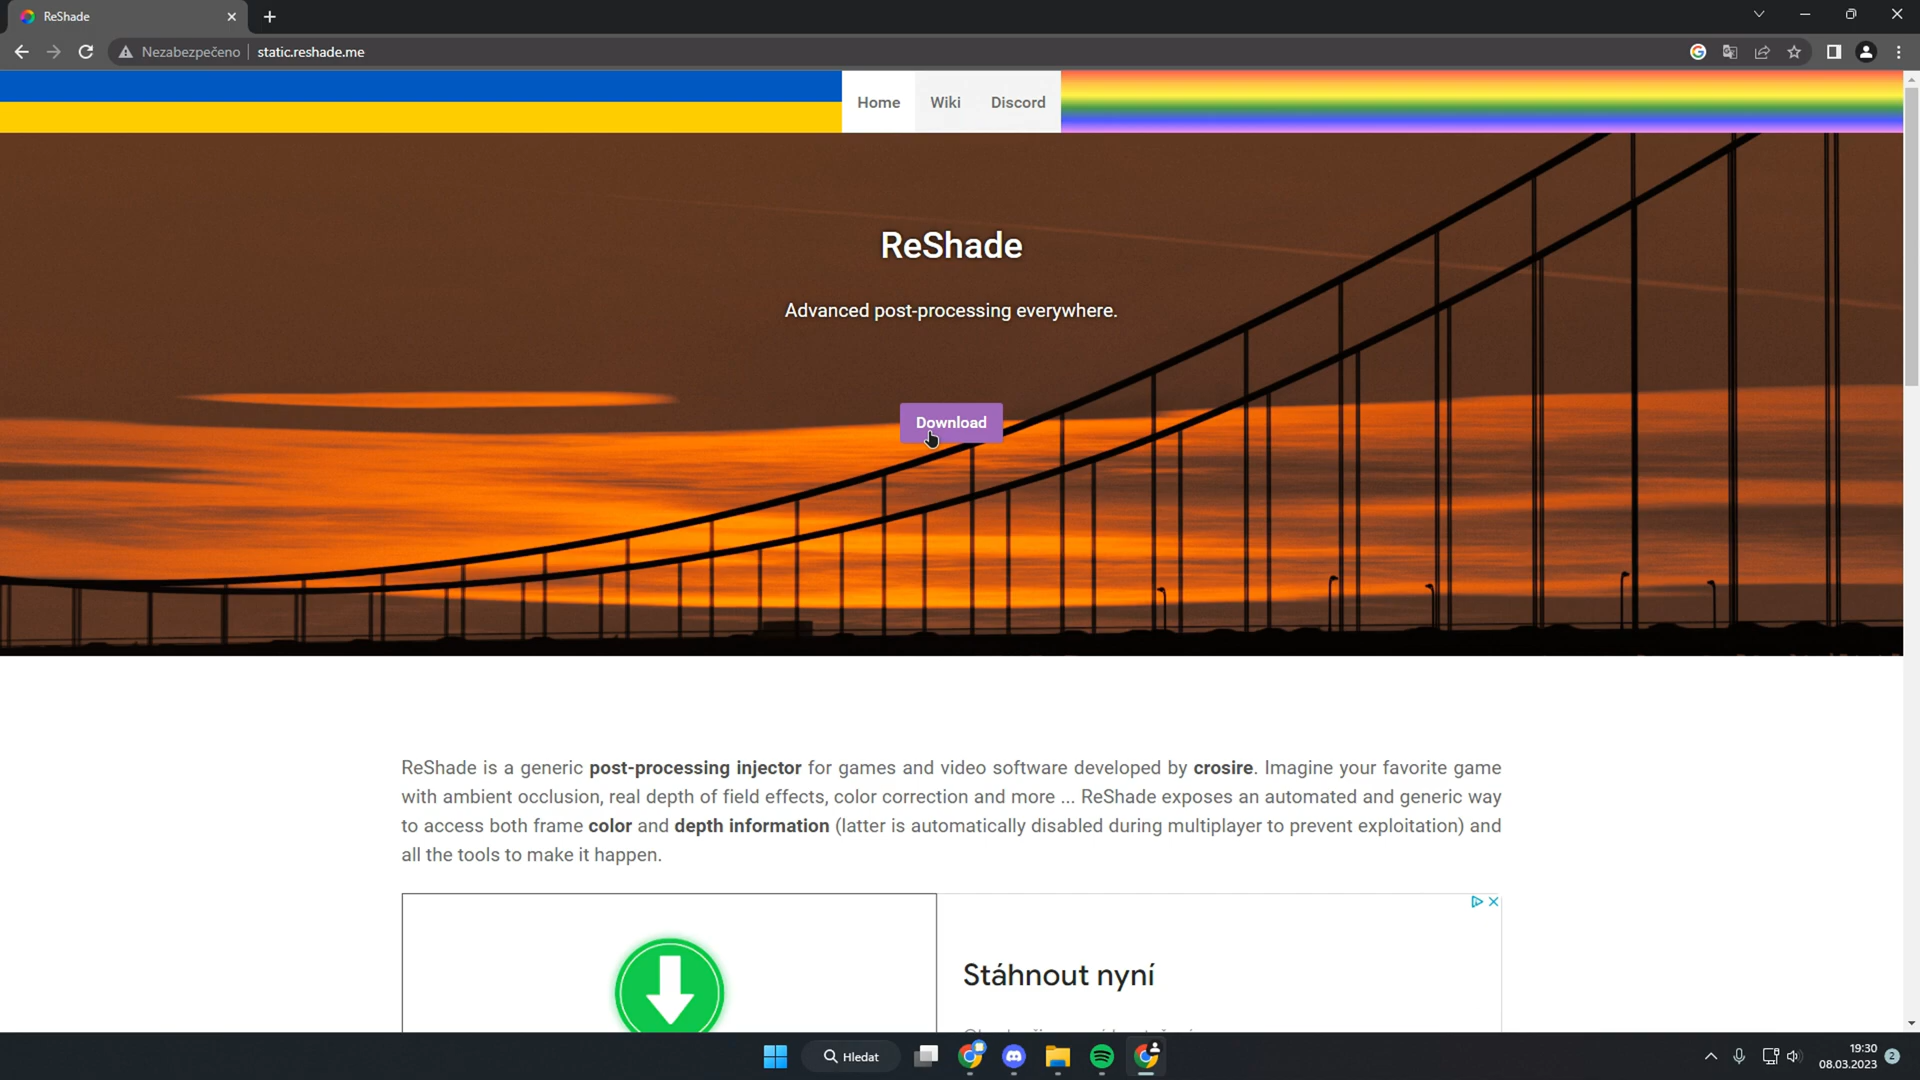 ReShade
Nezabezpečeno
static.reshade.me
Home
Wiki
Discord
ReShade
Advanced post-processing everywhere.
Download
ReShade is a generic post-processing injector for games and video software developed by crosire. Imagine your favorite game
with ambient occlusion, real depth of field effects, color correction and more ... ReShade exposes an automated and generic way
to access both frame color and depth information (latter is automatically disabled during multiplayer to prevent exploitation) and
all the tools to make it happen.
Stáhnout nyní
Hledat
19:30
08.03.2023
2